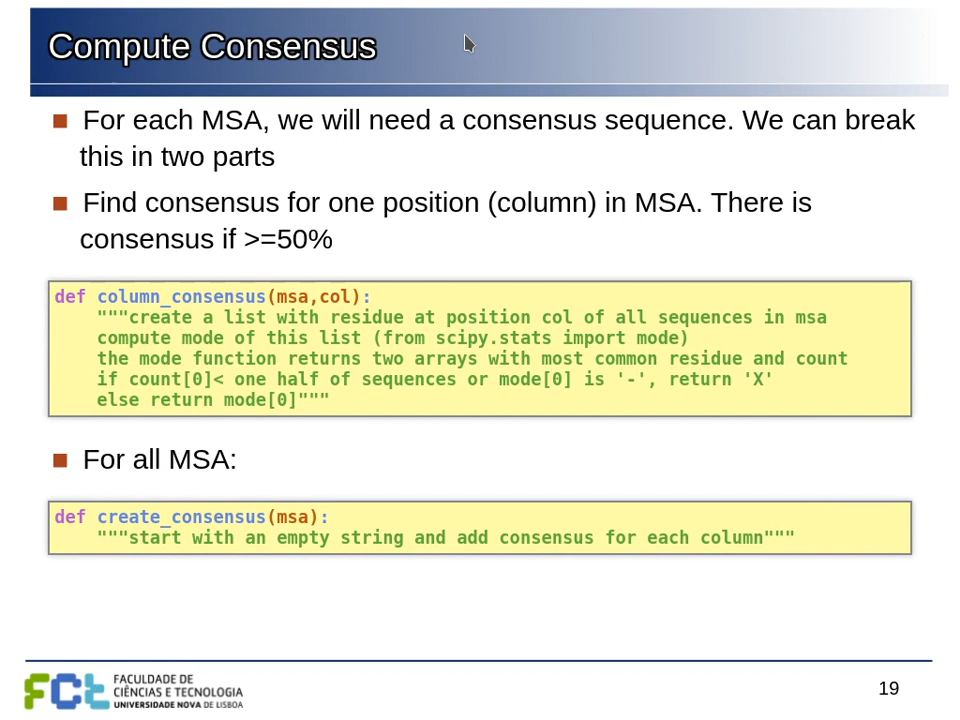 Compute Consensus
For each MSA, we will need a consensus sequence. We can break
this in two parts
Find consensus for one position (column) in MSA. There is
consensus if >=50%
def column_consensus(msa,col):
    """create a list with residue at position col of all sequences in msa
    compute mode of this list (from scipy.stats import mode)
    the mode function returns two arrays with most common residue and count
    if count[0]< one half of sequences or mode[0] is '-', return 'X'
    else return mode[0]"""
For all MSA:
def create_consensus(msa):
    """start with an empty string and add consensus for each column"""
FCt
FACULDADE DE
CIÊNCIAS E TECNOLOGIA
UNIVERSIDADE NOVA DE LISBOA
19